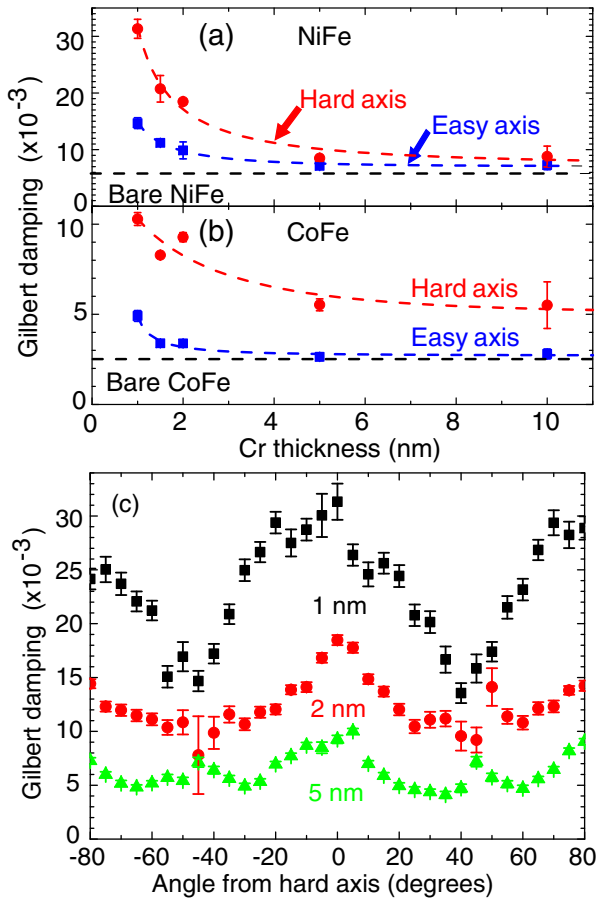 (a) NiFe
30
20
10
0
Hard axis
Easy axis
Bare NiFe
Gilbert damping (x10⁻³)
(b) CoFe
10
5
0
Hard axis
Easy axis
Bare CoFe
0 2 4 6 8 10
Cr thickness (nm)
(c)
30
25
20
15
10
5
0
1 nm
2 nm
5 nm
Gilbert damping (x10⁻³)
-80 -60 -40 -20 0 20 40 60 80
Angle from hard axis (degrees)